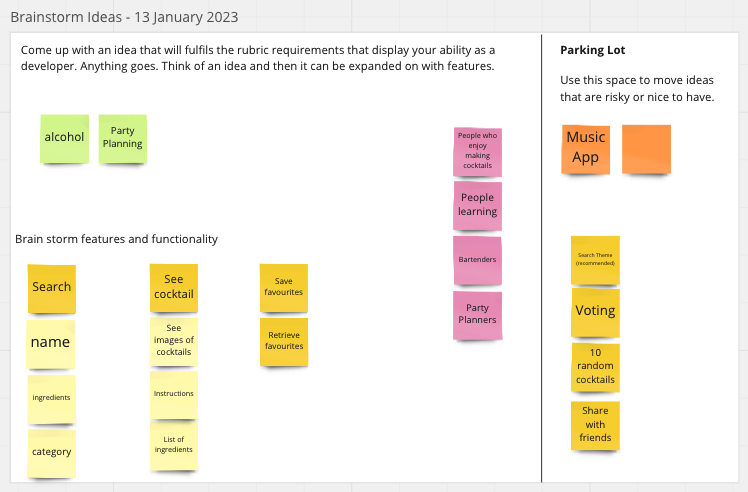 Brainstorm Ideas - 13 January 2023
Come up with an idea that will fulfils the rubric requirements that display your ability as a
developer. Anything goes. Think of an idea and then it can be expanded on with features.
alcohol
Party
Planning
People who
enjoy
making
cocktails
People
learning
Bartenders
Party
Planners
Brain storm features and functionality
Search
name
ingredients
category
See
cocktail
See
images of
cocktails
Instructions
List of
ingredients
Save
favourites
Retrieve
favourites
Parking Lot
Use this space to move ideas
that are risky or nice to have.
Music
App
Search Theme
(recommended)
Voting
10
random
cocktails
Share
with
friends